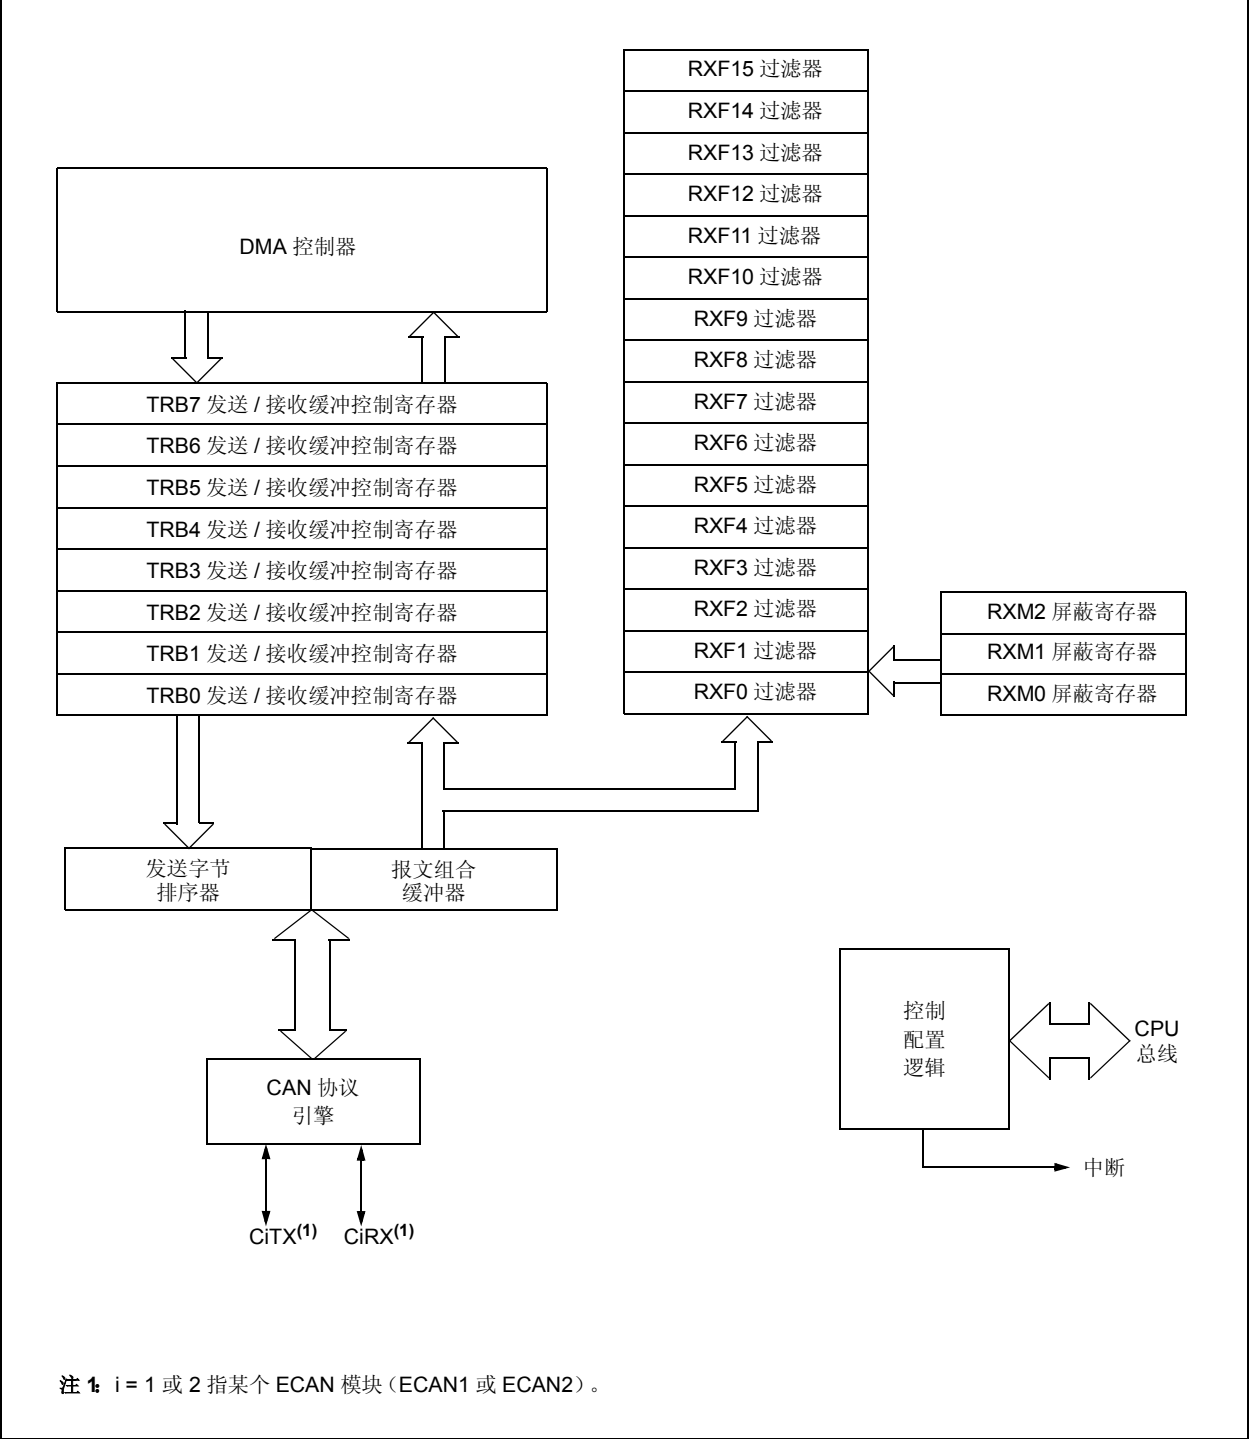 RXF15 过滤器
RXF14 过滤器
RXF13 过滤器
RXF12 过滤器
RXF11 过滤器
RXF10 过滤器
RXF9 过滤器
RXF8 过滤器
RXF7 过滤器
RXF6 过滤器
RXF5 过滤器
RXF4 过滤器
RXF3 过滤器
RXF2 过滤器
RXF1 过滤器
RXF0 过滤器
DMA 控制器
TRB7 发送 / 接收缓冲控制寄存器
TRB6 发送 / 接收缓冲控制寄存器
TRB5 发送 / 接收缓冲控制寄存器
TRB4 发送 / 接收缓冲控制寄存器
TRB3 发送 / 接收缓冲控制寄存器
TRB2 发送 / 接收缓冲控制寄存器
TRB1 发送 / 接收缓冲控制寄存器
TRB0 发送 / 接收缓冲控制寄存器
RXM2 屏蔽寄存器
RXM1 屏蔽寄存器
RXM0 屏蔽寄存器
发送字节
排序器
报文组合
缓冲器
控制
配置
逻辑
CPU
总线
CAN 协议
引擎
中断
CiTX(1)
CiRX(1)
注 1: i = 1 或 2 指某个 ECAN 模块（ECAN1 或 ECAN2）。